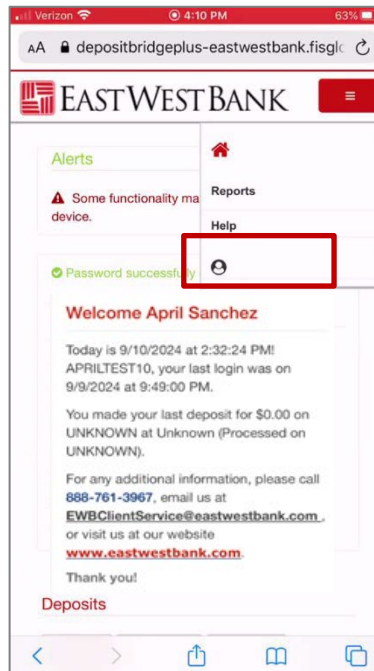 Verizon 4:10 PM 63%
AA depositbridgeplus-eastwestbank.fisglc
EAST WEST BANK
Alerts
Some functionality ma
device.
Reports
Help
Password successfully
Welcome April Sanchez
Today is 9/10/2024 at 2:32:24 PM!
APRILTEST10, your last login was on
9/9/2024 at 9:49:00 PM.
You made your last deposit for $0.00 on
UNKNOWN at Unknown (Processed on
UNKNOWN).
For any additional information, please call
888-761-3967, email us at
EWBClientService@eastwestbank.com ,
or visit us at our website
www.eastwestbank.com.
Thank you!
Deposits